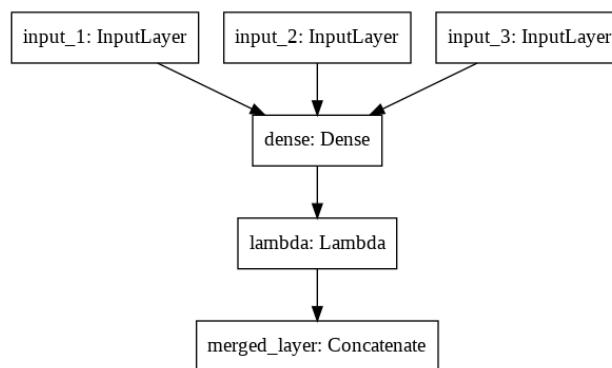 input_1: InputLayer
input_2: InputLayer
input_3: InputLayer
dense: Dense
lambda: Lambda
merged_layer: Concatenate